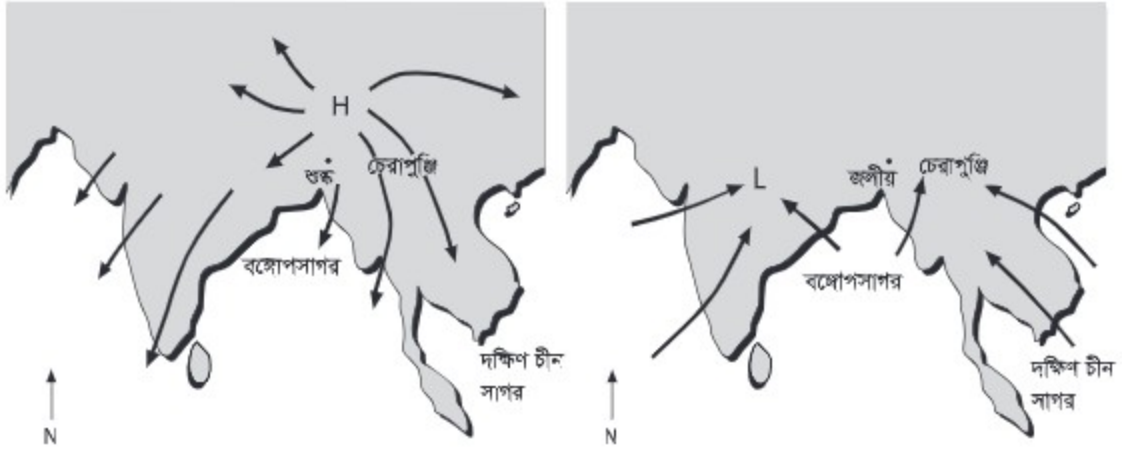 H
শুষ্ক
চেরাপুঞ্জি
বঙ্গোপসাগর
দক্ষিণ চীন
সাগর
N
L
জলীয়
চেরাপুঞ্জি
বঙ্গোপসাগর
দক্ষিণ চীন
সাগর
N